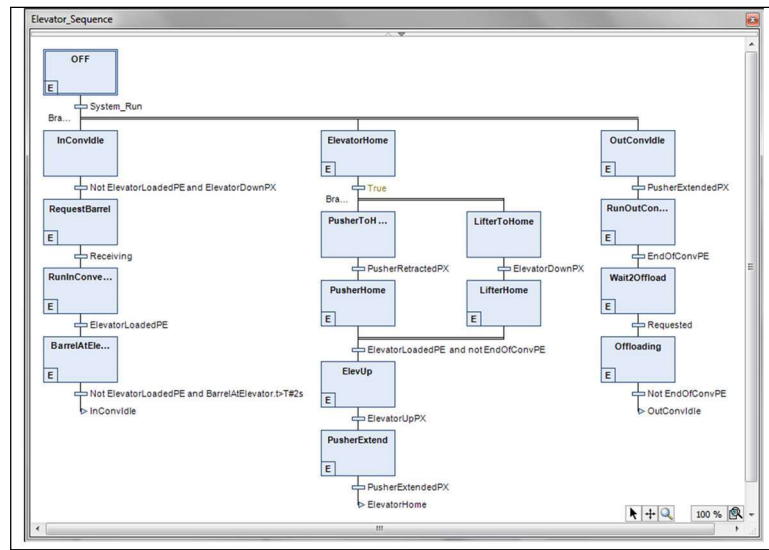 Elevator_Sequence
OFF
E
System_Run
Bra...
InConvIdle
Not ElevatorLoadedPE and ElevatorDownPX
RequestBarrel
E
Receiving
RunInConve...
E
ElevatorLoadedPE
BarrelAtEle...
E
Not ElevatorLoadedPE and BarrelAtElevator.t>T#2s
InConvIdle
ElevatorHome
E
True
Bra...
PusherToH ...
PusherRetractedPX
PusherHome
E
LifterToHome
ElevatorDownPX
LifterHome
E
ElevatorLoadedPE and not EndOfConvPE
ElevUp
E
ElevatorUpPX
PusherExtend
E
PusherExtendedPX
ElevatorHome
OutConvIdle
E
PusherExtendedPX
RunOutCon...
E
EndOfConvPE
Wait2Offload
E
Requested
Offloading
E
Not EndOfConvPE
OutConvIdle
100 %